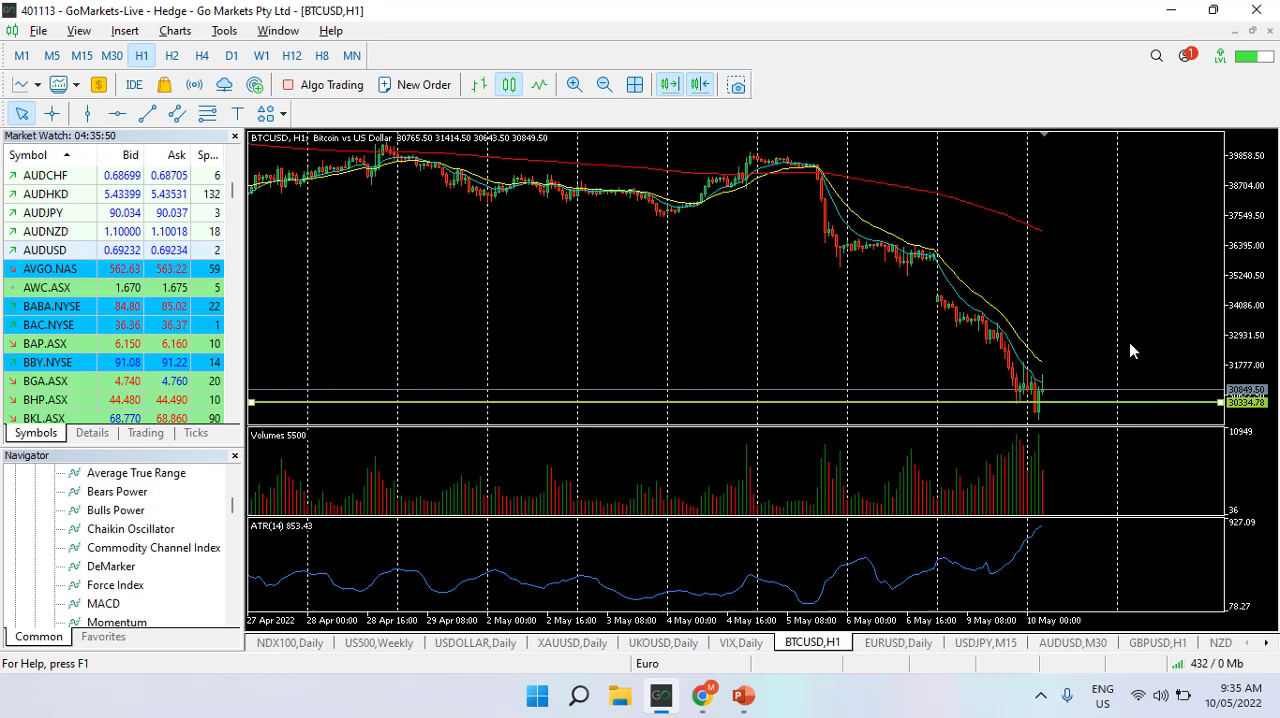 401113 - GoMarkets-Live - Hedge - Go Markets Pty Ltd - [BTCUSD,H1]
File View Insert Charts Tools Window Help
M1 M5 M15 M30 H1 H2 H4 D1 W1 H12 H8 MN
1 LVL
$ IDE Algo Trading New Order
T
Market Watch: 04:35:50
Symbol Bid Ask Sp...
AUDCHF 0.68699 0.68705 6
AUDHKD 5.43399 5.43531 132
AUDJPY 90.034 90.037 3
AUDNZD 1.10000 1.10018 18
AUDUSD 0.69232 0.69234 2
AVGO.NAS 562.63 563.22 59
AWC.ASX 1.670 1.675 5
BABA.NYSE 84.80 85.02 22
BAC.NYSE 36.36 36.37 1
BAP.ASX 6.150 6.160 10
BBY.NYSE 91.08 91.22 14
BGA.ASX 4.740 4.760 20
BHP.ASX 44.480 44.490 10
BKL.ASX 68.770 68.860 90
Symbols Details Trading Ticks
Navigator
Average True Range
Bears Power
Bulls Power
Chaikin Oscillator
Commodity Channel Index
DeMarker
Force Index
MACD
Momentum
Common Favorites
BTCUSD, H1: Bitcoin vs US Dollar 30765.50 31414.50 30643.50 30849.50
39858.50
38704.00
37549.50
36395.00
35240.50
34086.00
32931.50
31777.00
30849.50
30334.78
Volumes 5500
10949
36
ATR(14) 853.43
927.09
78.27
27 Apr 2022 28 Apr 00:00 28 Apr 16:00 29 Apr 08:00 2 May 00:00 2 May 16:00 3 May 08:00 4 May 00:00 4 May 16:00 5 May 08:00 6 May 00:00 6 May 16:00 9 May 08:00 10 May 00:00
NDX100,Daily US500,Weekly USDOLLAR,Daily XAUUSD,Daily UKOUSD,Daily VIX,Daily BTCUSD,H1 EURUSD,Daily USDJPY,M15 AUDUSD,M30 GBPUSD,H1 NZD
For Help, press F1 Euro 432 / 0 Mb
GO M P
ENG
US
9:35 AM
10/05/2022